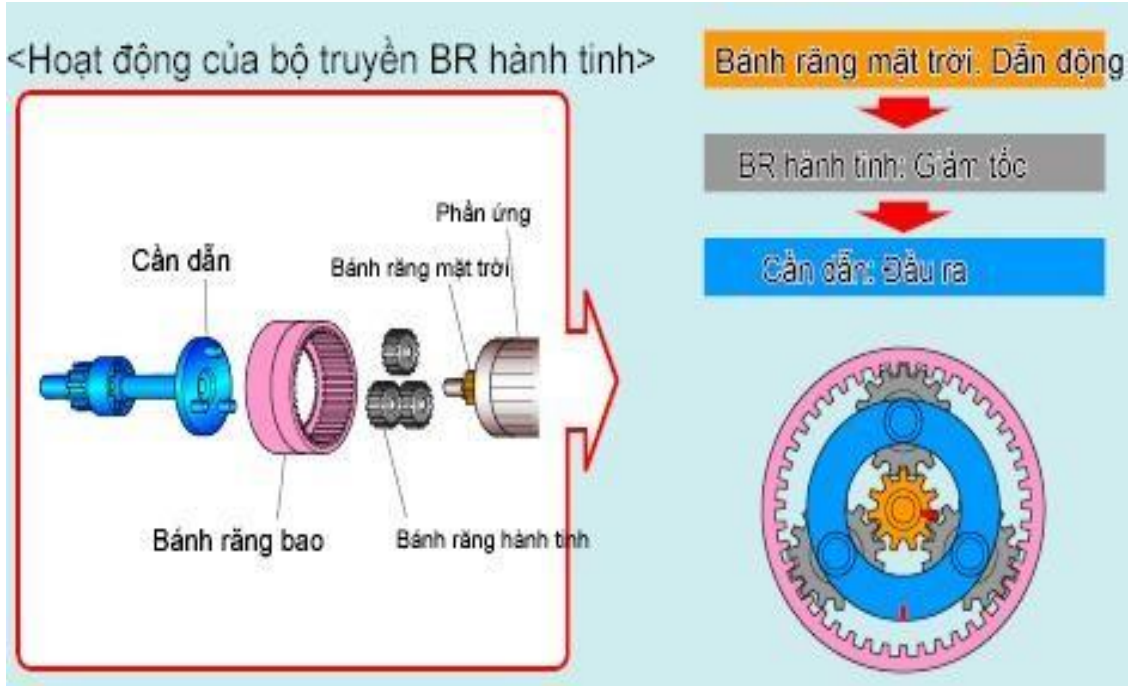 <Hoạt động của bộ truyền BR hành tinh>
Bánh răng mặt trời. Dẫn động
BR hành tinh: Giảm tốc
Cần dẫn: Đầu ra
Phần ứng
Cần dẫn
Bánh răng mặt trời
Bánh răng bao
Bánh răng hành tinh